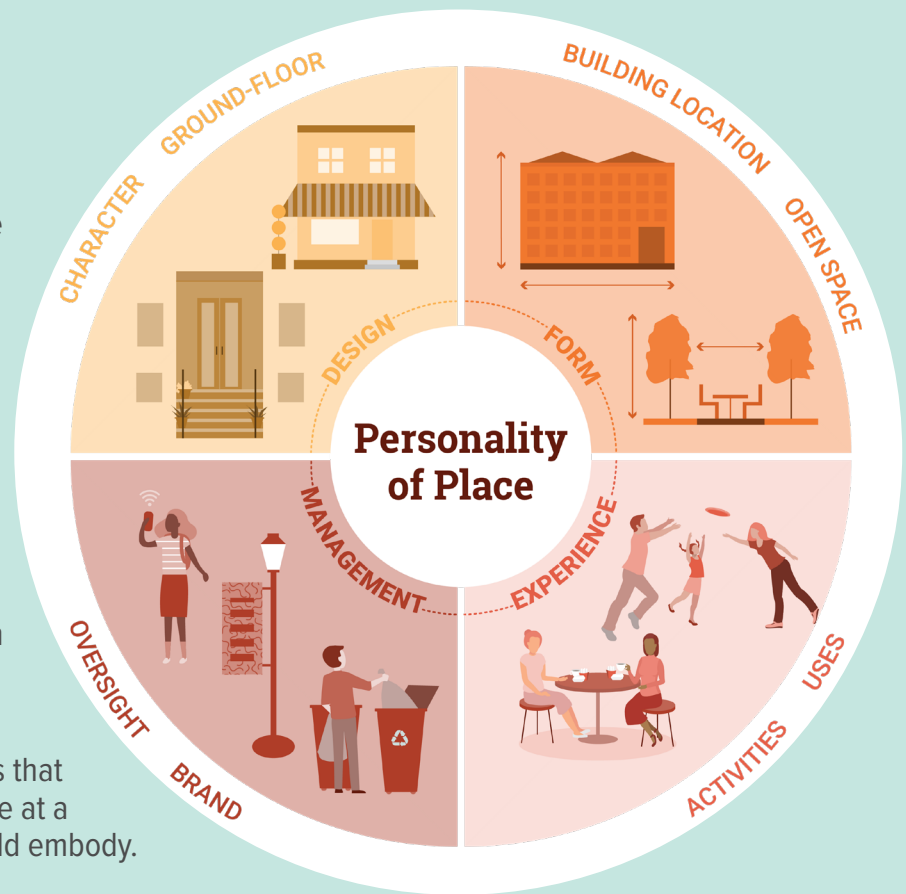 CHARACTER
GROUND-FLOOR
BUILDING LOCATION
OPEN SPACE
DESIGN
FORM
Personality
of Place
MANAGEMENT
EXPERIENCE
OVERSIGHT
BRAND
ACTIVITIES
USES
that
e at a
ld embody.